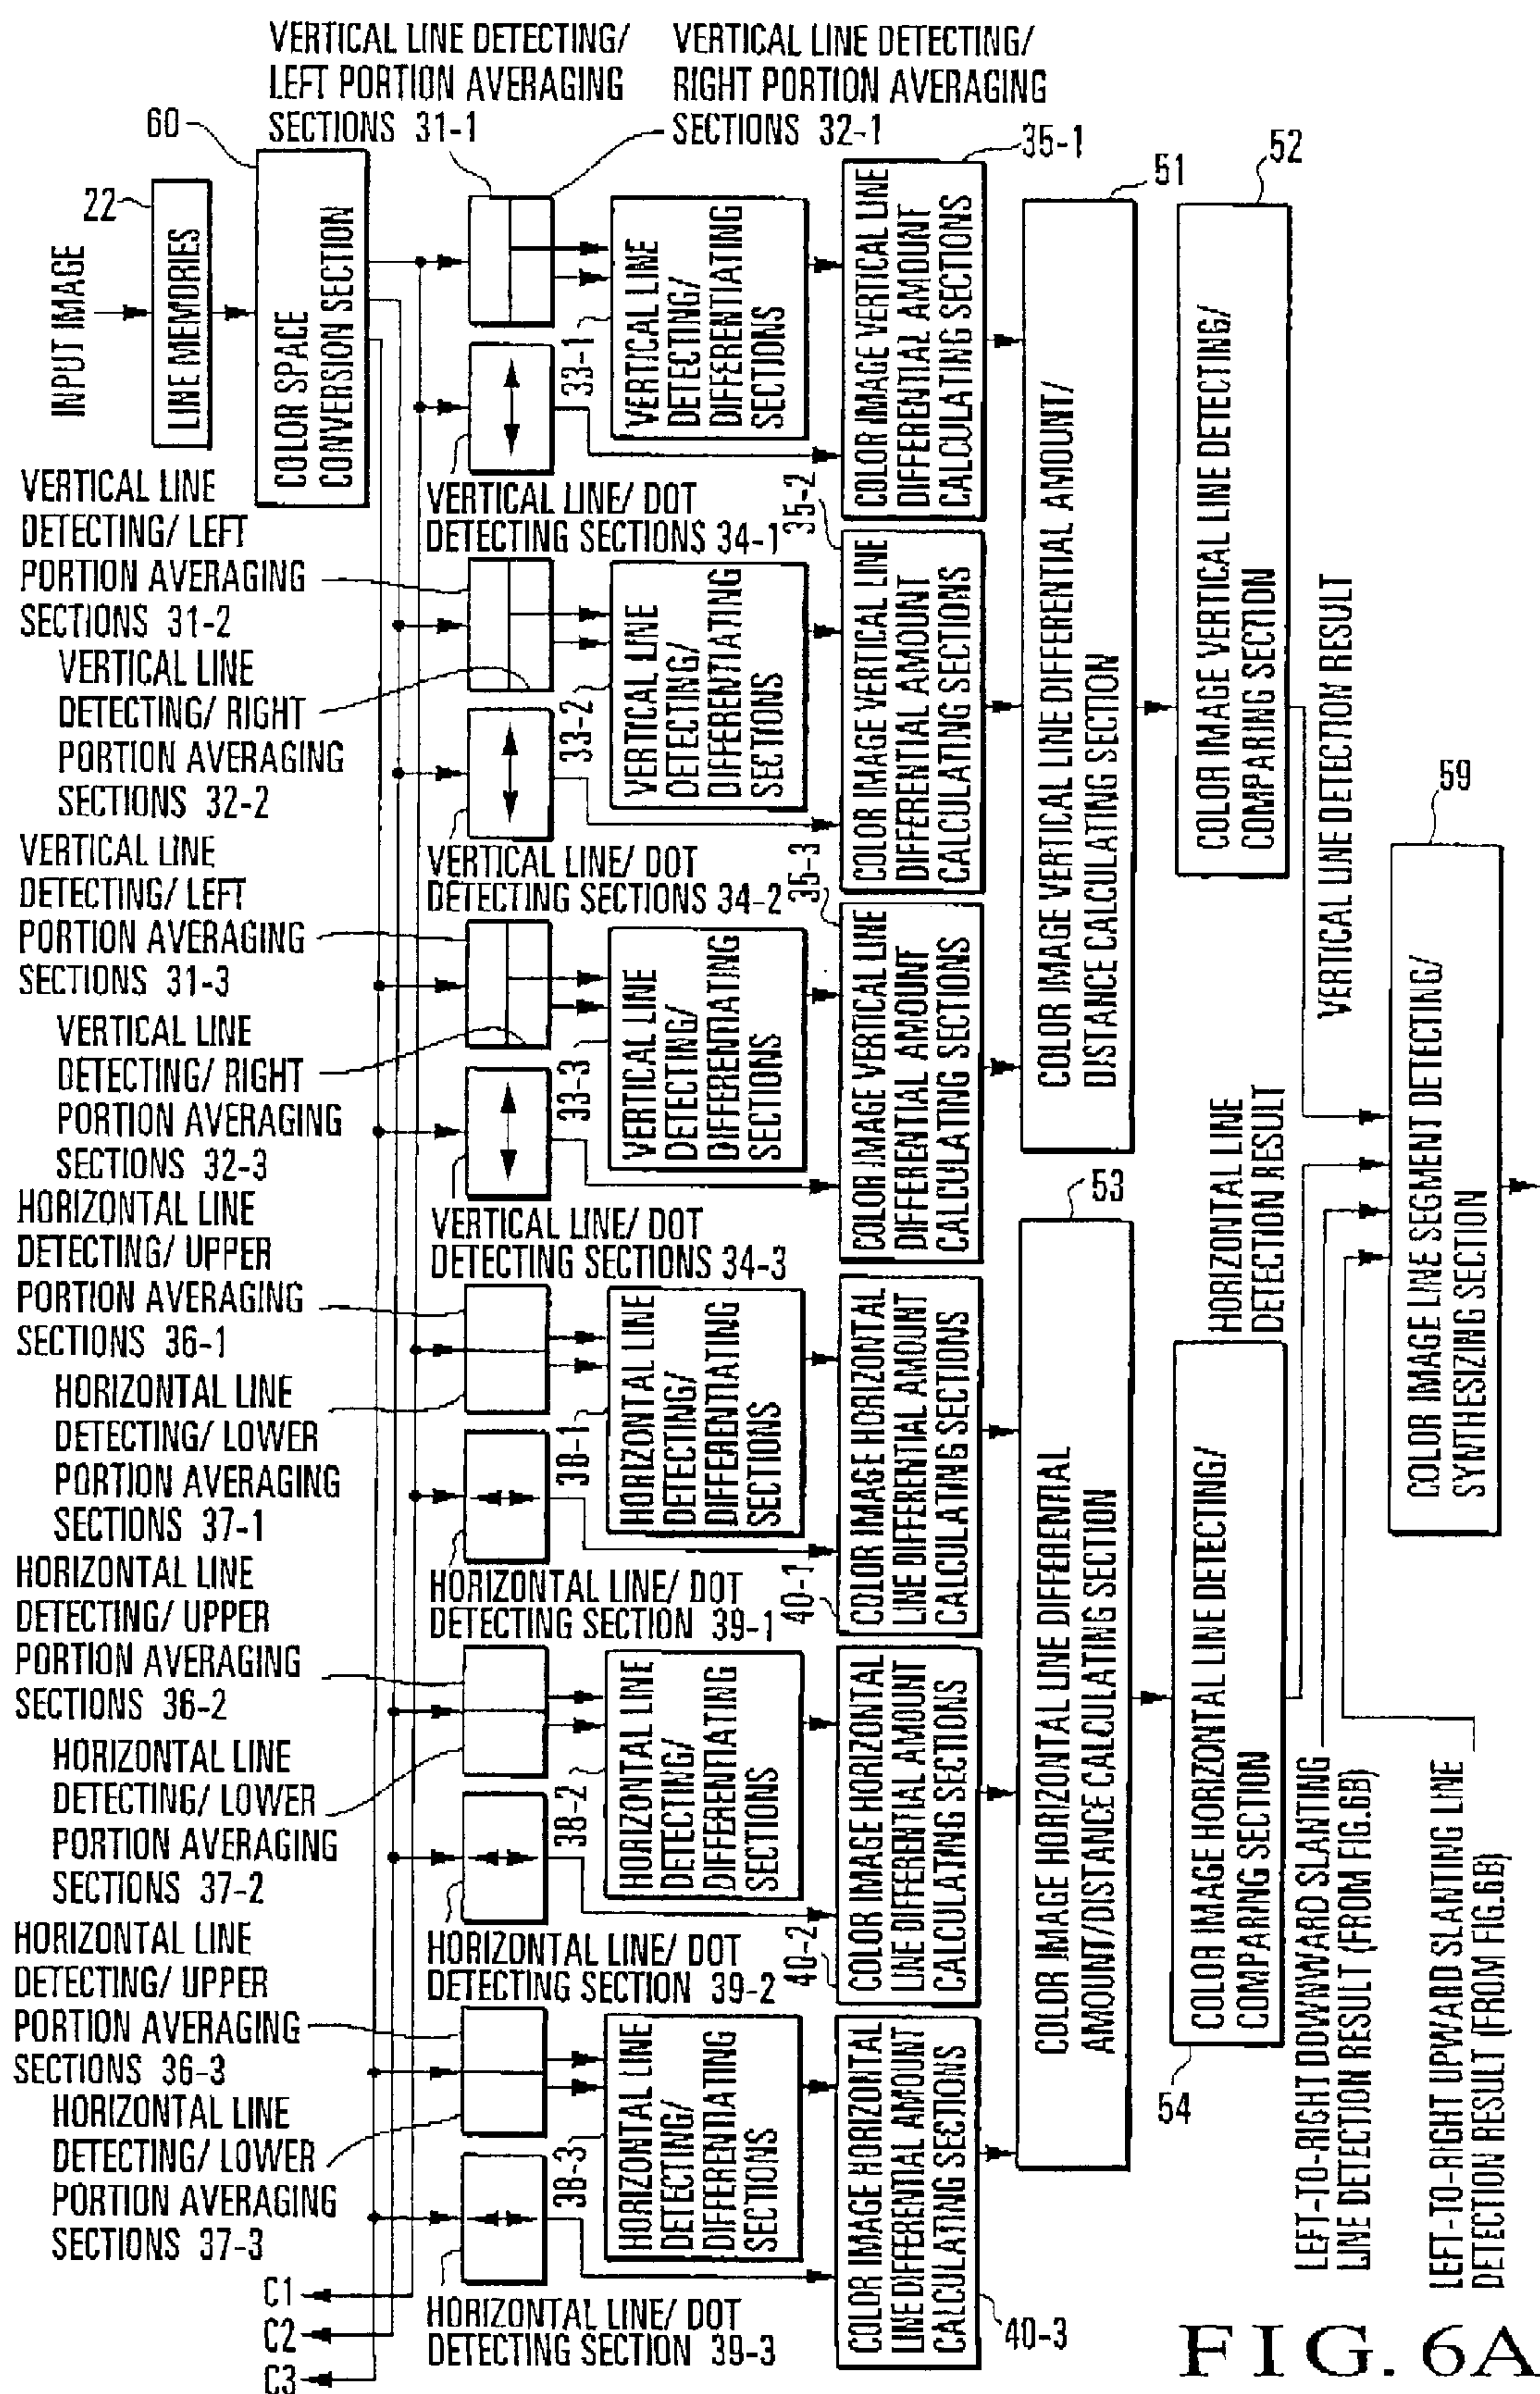 VERTICAL LINE DETECTING/
LEFT PORTION AVERAGING
SECTIONS 31-1
VERTICAL LINE DETECTING/
RIGHT PORTION AVERAGING
SECTIONS 32-1
60
22
INPUT IMAGE
LINE MEMORIES
COLOR SPACE
CONVERSION SECTION
33-1
VERTICAL LINE
DETECTING/
DIFFERENTIATING
SECTIONS
35-1
COLOR IMAGE VERTICAL LINE
DIFFERENTIAL AMOUNT
CALCULATING SECTIONS
51
COLOR IMAGE VERTICAL LINE DIFFERENTIAL AMOUNT/
DISTANCE CALCULATING SECTION
52
COLOR IMAGE VERTICAL LINE DETECTING/
COMPARING SECTION
VERTICAL LINE/ DOT
DETECTING SECTIONS 34-1
VERTICAL LINE
DETECTING/ LEFT
PORTION AVERAGING
SECTIONS 31-2
VERTICAL LINE
DETECTING/ RIGHT
PORTION AVERAGING
SECTIONS 32-2
33-2
VERTICAL LINE
DETECTING/
DIFFERENTIATING
SECTIONS
35-2
COLOR IMAGE VERTICAL LINE
DIFFERENTIAL AMOUNT
CALCULATING SECTIONS
VERTICAL LINE DETECTION RESULT
VERTICAL LINE/ DOT
DETECTING SECTIONS 34-2
VERTICAL LINE
DETECTING/ LEFT
PORTION AVERAGING
SECTIONS 31-3
VERTICAL LINE
DETECTING/ RIGHT
PORTION AVERAGING
SECTIONS 32-3
33-3
VERTICAL LINE
DETECTING/
DIFFERENTIATING
SECTIONS
35-3
COLOR IMAGE VERTICAL LINE
DIFFERENTIAL AMOUNT
CALCULATING SECTIONS
59
COLOR IMAGE LINE SEGMENT DETECTING/
SYNTHESIZING SECTION
VERTICAL LINE/ DOT
DETECTING SECTIONS 34-3
HORIZONTAL LINE
DETECTING/ UPPER
PORTION AVERAGING
SECTIONS 36-1
HORIZONTAL LINE
DETECTING/ LOWER
PORTION AVERAGING
SECTIONS 37-1
38-1
HORIZONTAL LINE
DETECTING/
DIFFERENTIATING
SECTIONS
40-1
COLOR IMAGE HORIZONTAL
LINE DIFFERENTIAL AMOUNT
CALCULATING SECTIONS
53
COLOR IMAGE HORIZONTAL LINE DIFFERENTIAL
AMOUNT/DISTANCE CALCULATING SECTION
HORIZONTAL LINE
DETECTION RESULT
HORIZONTAL LINE/ DOT
DETECTING SECTION 39-1
HORIZONTAL LINE
DETECTING/ UPPER
PORTION AVERAGING
SECTIONS 36-2
HORIZONTAL LINE
DETECTING/ LOWER
PORTION AVERAGING
SECTIONS 37-2
38-2
HORIZONTAL LINE
DETECTING/
DIFFERENTIATING
SECTIONS
40-2
COLOR IMAGE HORIZONTAL
LINE DIFFERENTIAL AMOUNT
CALCULATING SECTIONS
54
COLOR IMAGE HORIZONTAL LINE DETECTING/
COMPARING SECTION
HORIZONTAL LINE/ DOT
DETECTING SECTION 39-2
HORIZONTAL LINE
DETECTING/ UPPER
PORTION AVERAGING
SECTIONS 36-3
HORIZONTAL LINE
DETECTING/ LOWER
PORTION AVERAGING
SECTIONS 37-3
38-3
HORIZONTAL LINE
DETECTING/
DIFFERENTIATING
SECTIONS
40-3
COLOR IMAGE HORIZONTAL
LINE DIFFERENTIAL AMOUNT
CALCULATING SECTIONS
HORIZONTAL LINE/ DOT
DETECTING SECTION 39-3
LEFT-TO-RIGHT DOWNWARD SLANTING
LINE DETECTION RESULT (FROM FIG.6B)
LEFT-TO-RIGHT UPWARD SLANTING LINE
DETECTION RESULT (FROM FIG.6B)
C1
C2
C3
FIG. 6A